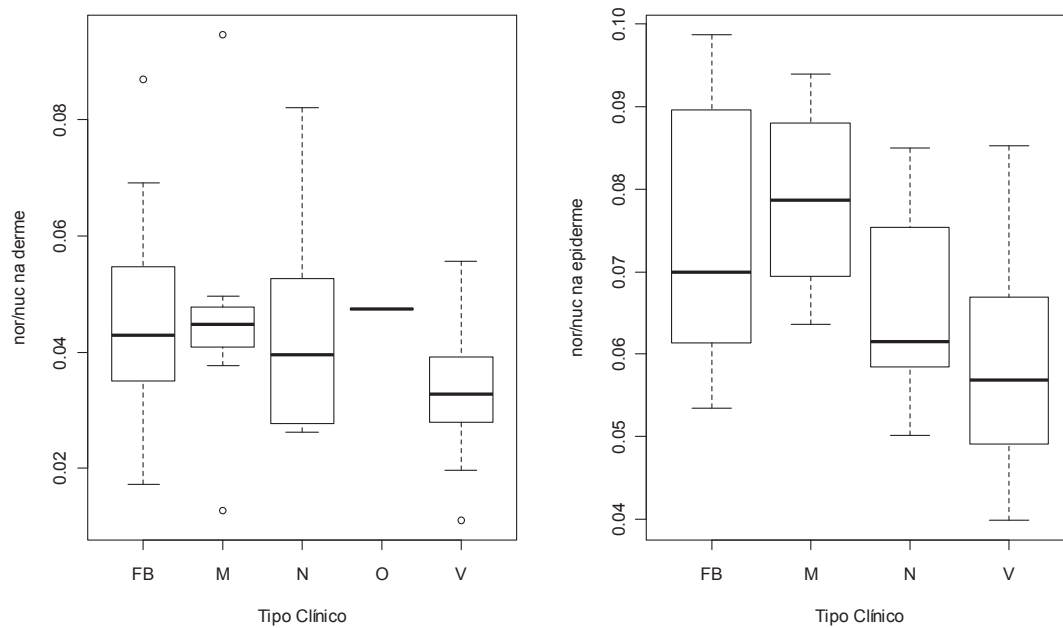 nor/nuc na derme
0.08
0.06
0.04
0.02
FB M N O V
Tipo Clínico
nor/nuc na epiderme
0.10
0.09
0.08
0.07
0.06
0.05
0.04
FB M N V
Tipo Clínico